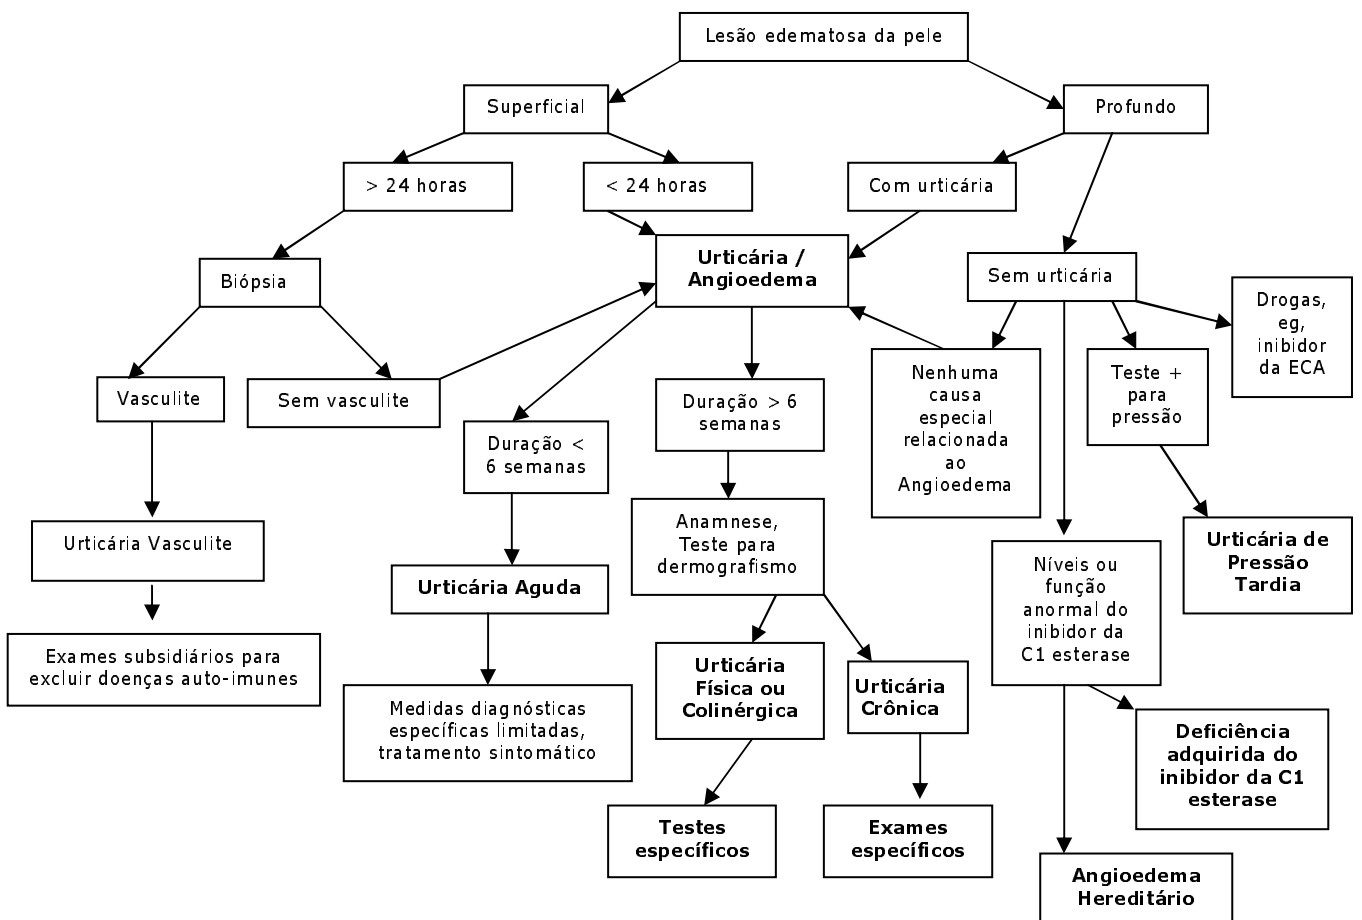 Lesão edematosa da pele
Superficial
Profundo
> 24 horas
< 24 horas
Com urticária
Urticária /
Angioedema
Sem urticária
Biópsia
Drogas,
eg,
inibidor
da ECA
Vasculite
Sem vasculite
Duração > 6
semanas
Nenhuma
causa
especial
relacionada
ao
Angioedema
Teste +
para
pressão
Duração <
6 semanas
Anamnese,
Teste para
dermografismo
Urticária Vasculite
Urticária de
Pressão
Tardia
Urticária Aguda
Níveis ou
função
anormal do
inibidor da
C1 esterase
Exames subsidiários para
excluir doenças auto-imunes
Urticária
Física ou
Colinérgica
Urticária
Crônica
Medidas diagnósticas
específicas limitadas,
tratamento sintomático
Deficiência
adquirida do
inibidor da C1
esterase
Testes
específicos
Exames
específicos
Angioedema
Hereditário